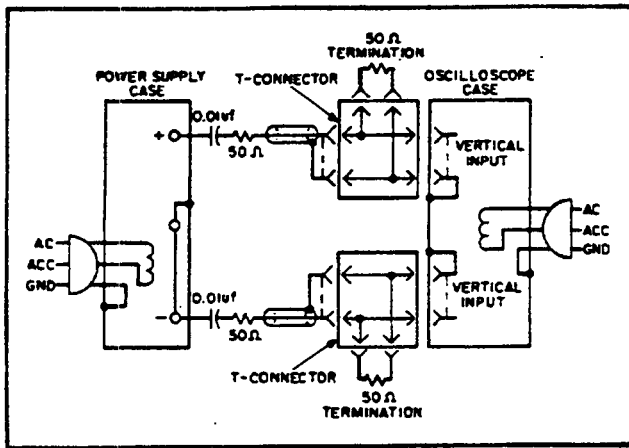 50Ω
TERMINATION
T-CONNECTOR
POWER SUPPLY
CASE
OSCILLOSCOPE
CASE
0.01uf
+
50Ω
VERTICAL
INPUT
AC
ACC
GND
AC
ACC
GND
VERTICAL
INPUT
0.01uf
-
50Ω
T-CONNECTOR
50Ω
TERMINATION